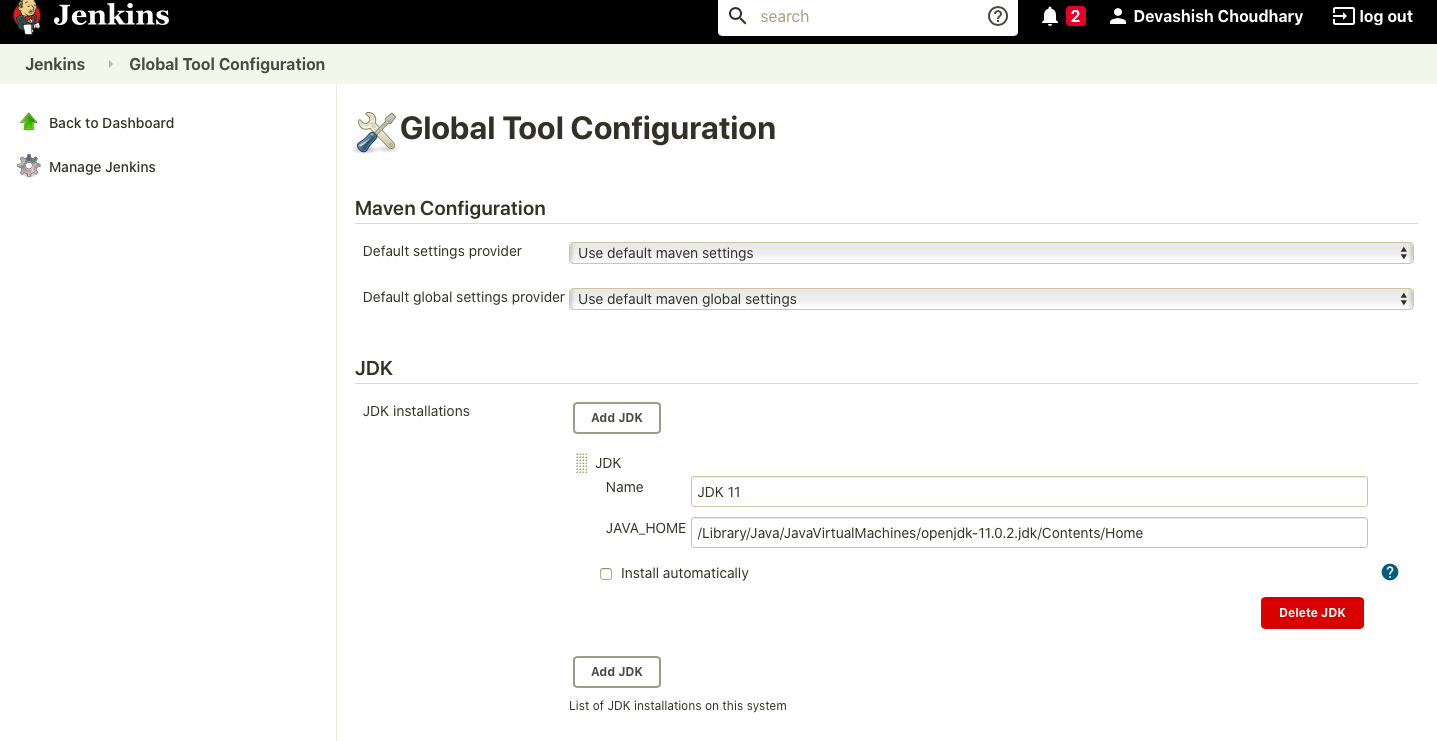 Jenkins search 2 Devashish Choudhary log out
Jenkins Global Tool Configuration
Back to Dashboard
Manage Jenkins
Global Tool Configuration
Maven Configuration
Default settings provider Use default maven settings
Default global settings provider Use default maven global settings
JDK
JDK installations Add JDK
JDK
Name JDK 11
JAVA_HOME /Library/Java/JavaVirtualMachines/openjdk-11.0.2.jdk/Contents/Home
Install automatically ?
Delete JDK
Add JDK
List of JDK installations on this system